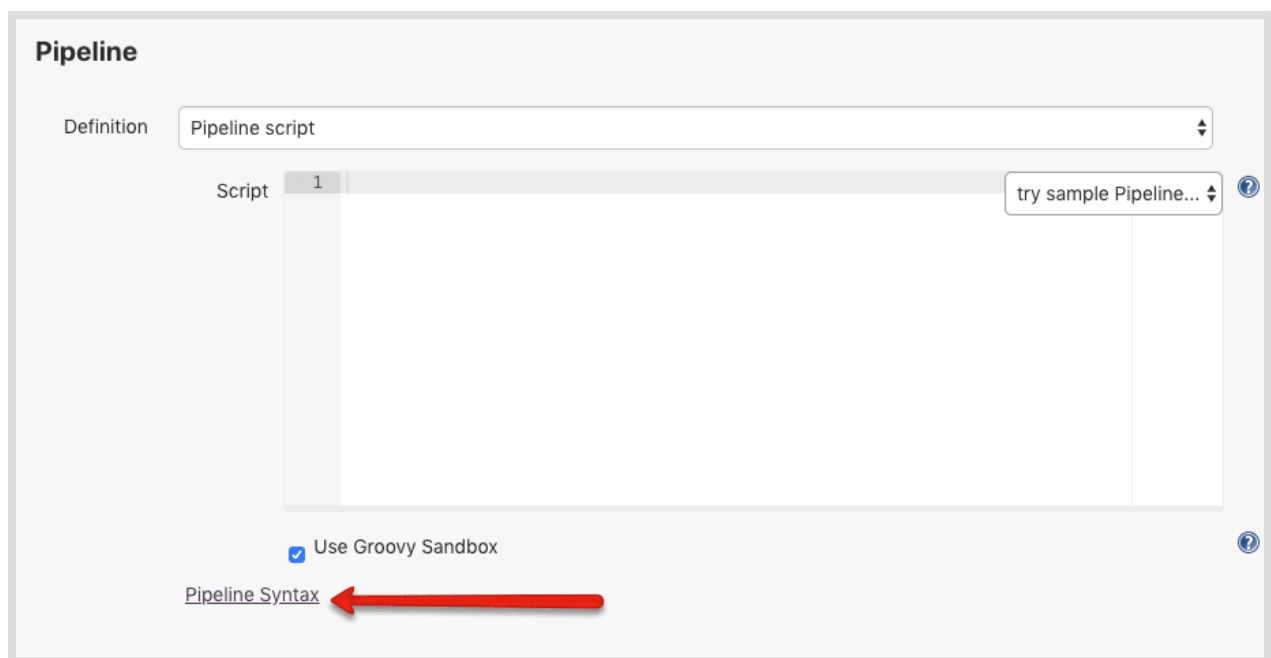 Pipeline
Definition
Pipeline script
Script
1
try sample Pipeline...
?
Use Groovy Sandbox
?
Pipeline Syntax